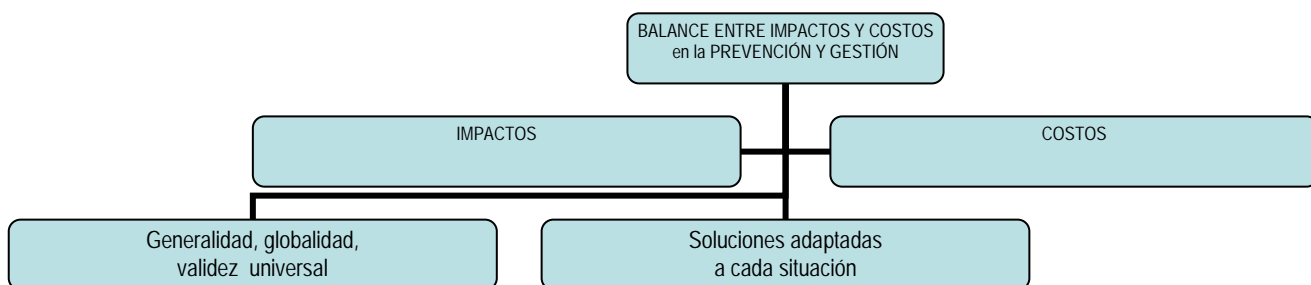 BALANCE ENTRE IMPACTOS Y COSTOS
en la PREVENCIÓN Y GESTIÓN
IMPACTOS
COSTOS
Generalidad, globalidad,
validez universal
Soluciones adaptadas
a cada situación